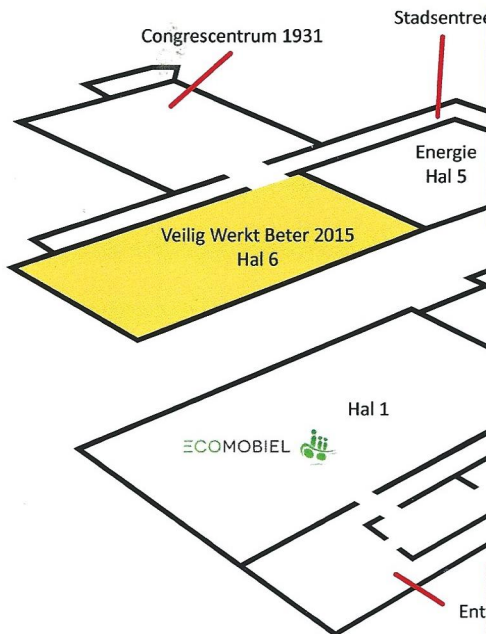 Stadsentree
Congrescentrum 1931
Energie
Hal 5
Veilig Werkt Beter 2015
Hal 6
Hal 1
ECOMOBIEL
Ent